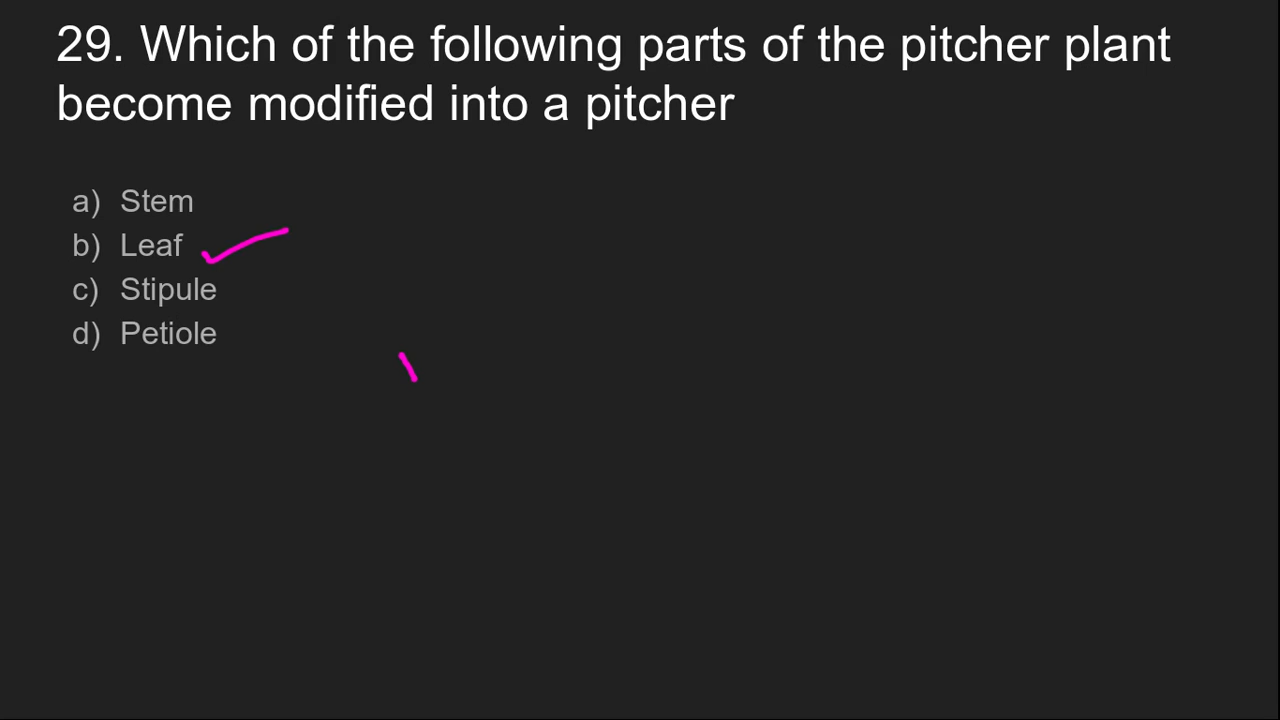 29. Which of the following parts of the pitcher plant
become modified into a pitcher
a) Stem
b) Leaf
c) Stipule
d) Petiole